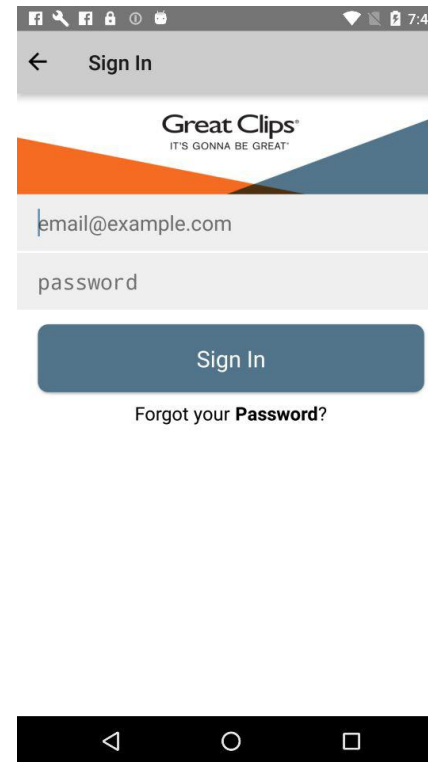 7:4
Sign In
Great Clips®
IT'S GONNA BE GREAT®
email@example.com
password
Sign In
Forgot your Password?